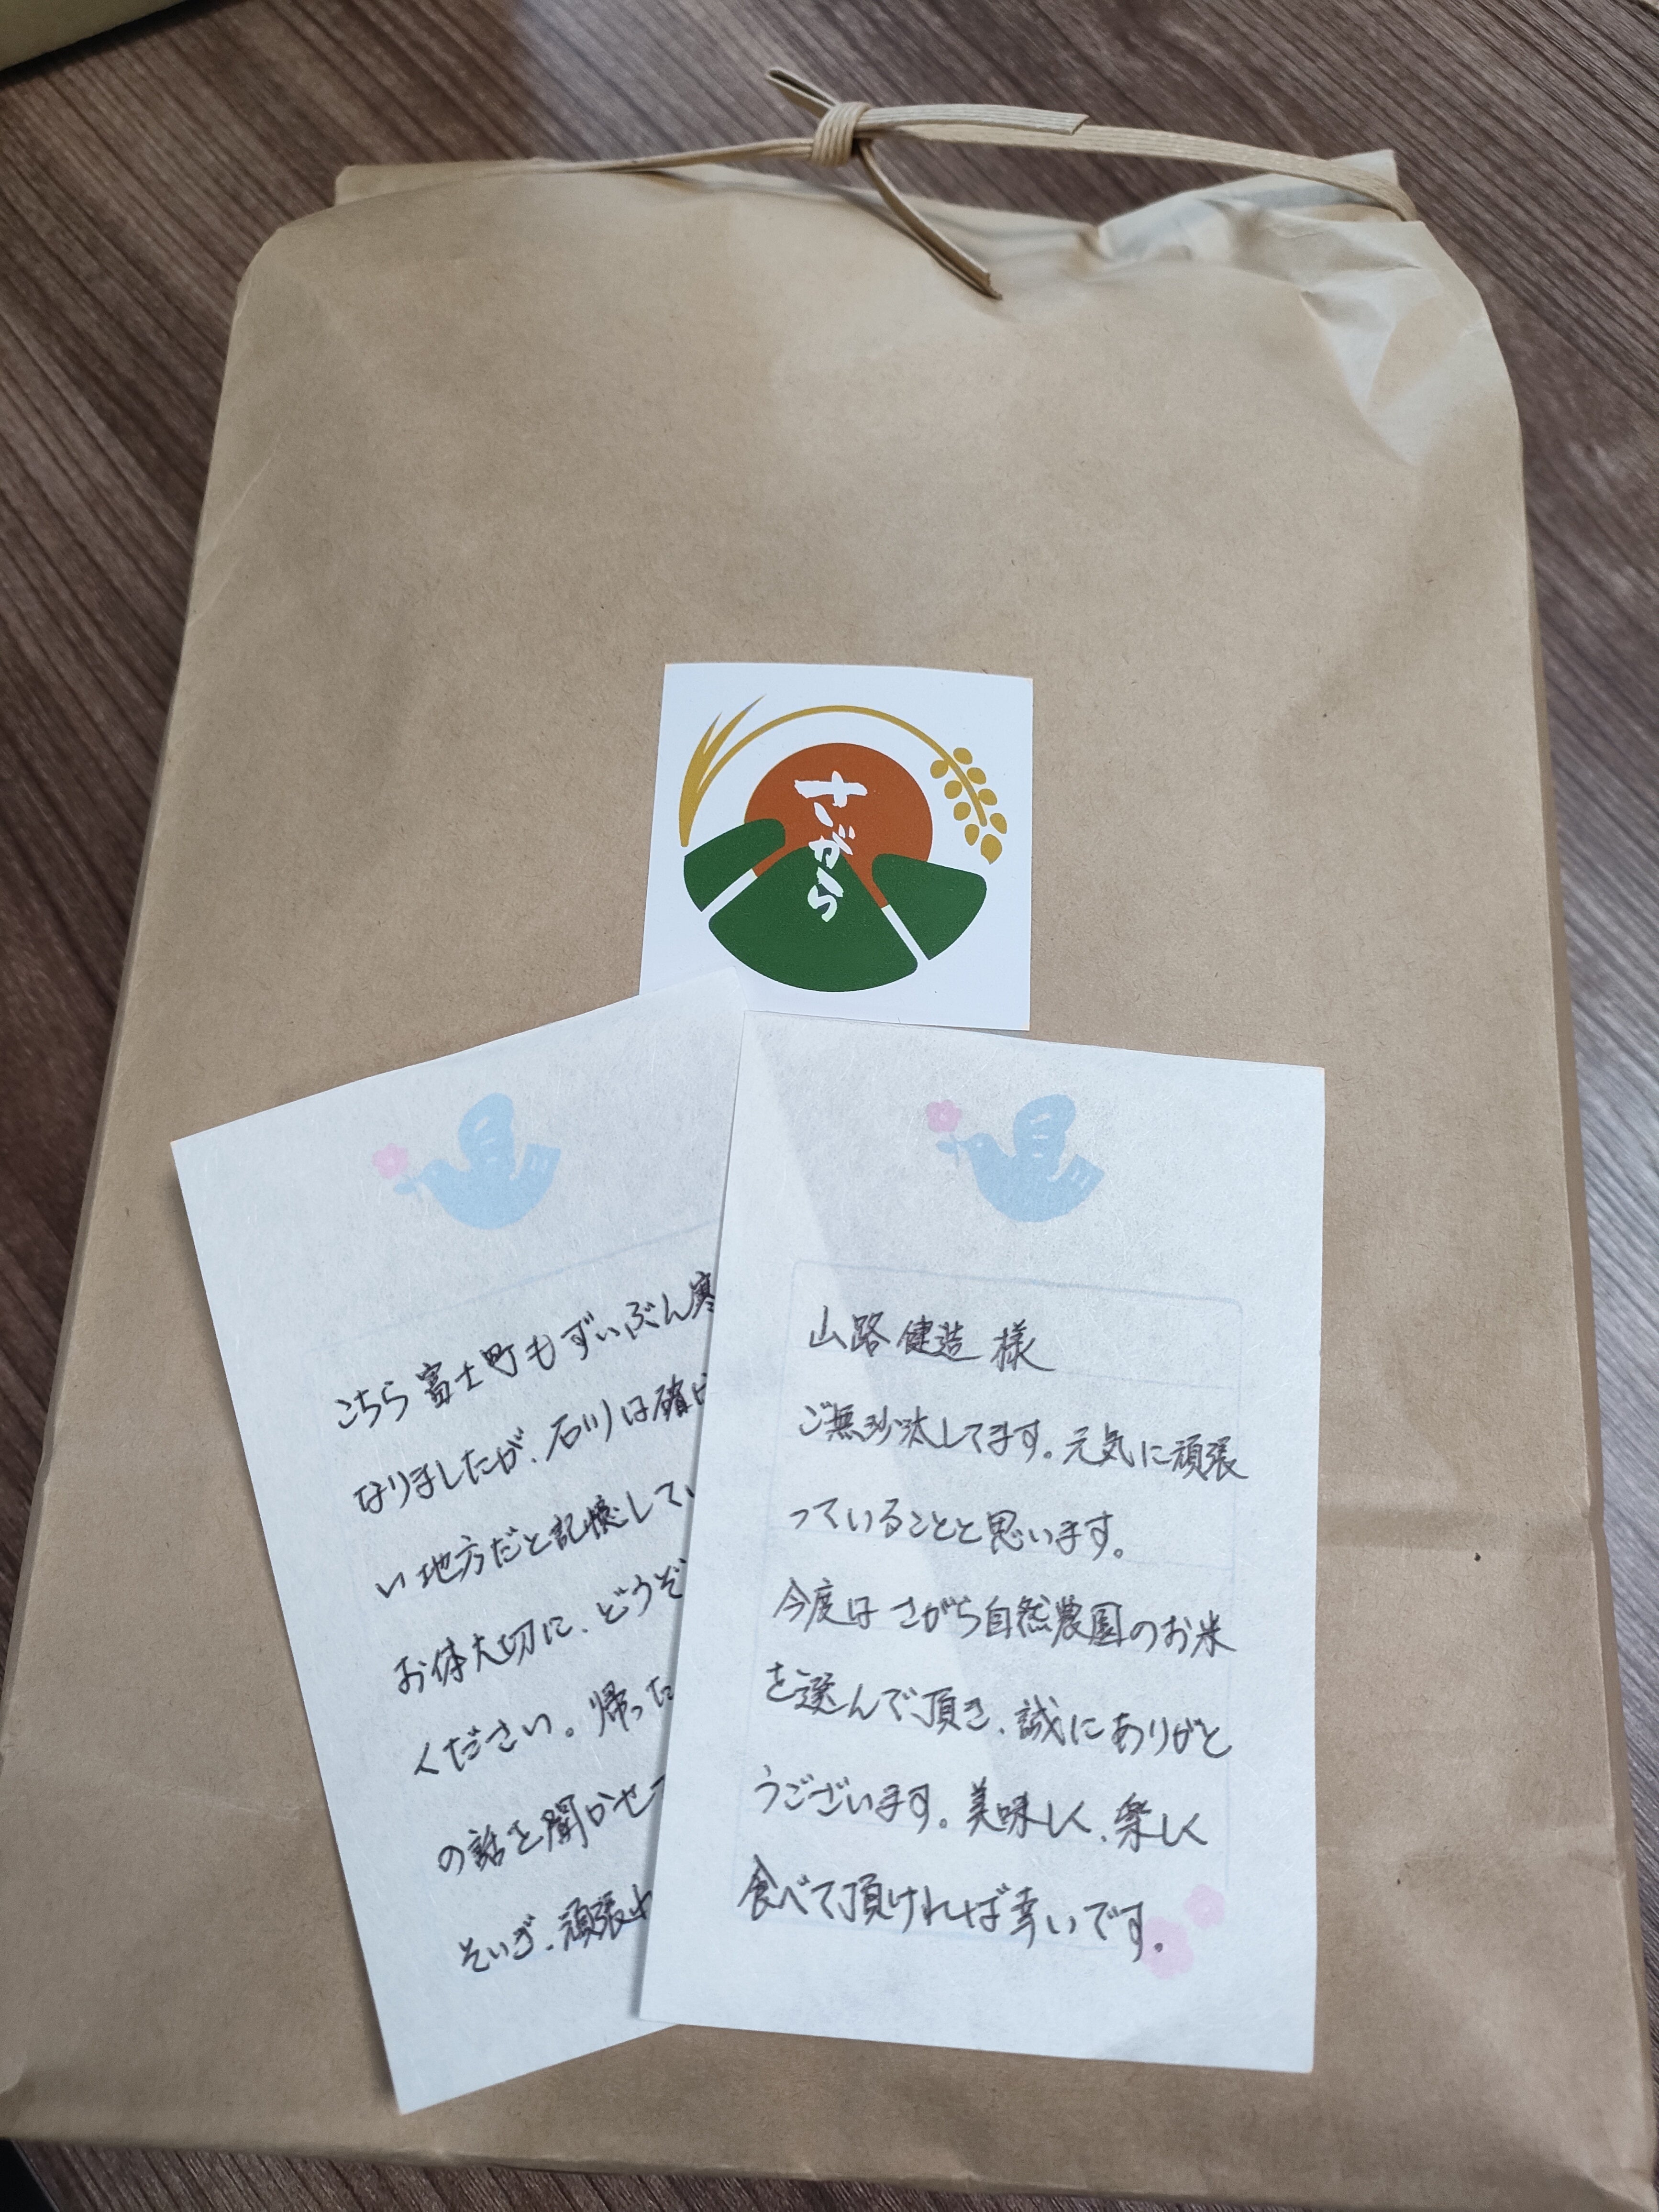 さがら
山路 健造 様
ご無沙汰してます。元気に頑張
っていることと思います。
今度は さがら自然農園のお米
を選んで頂き、誠にありがと
うございます。美味しく、楽しく
食べて頂ければ幸いです。
こちら富士町もずいぶん寒
なりましたが、石川は確か
い地方だと記憶してい
お体大切に、どうぞ
ください。帰った
の話を聞かせて
そいぎ、頑張